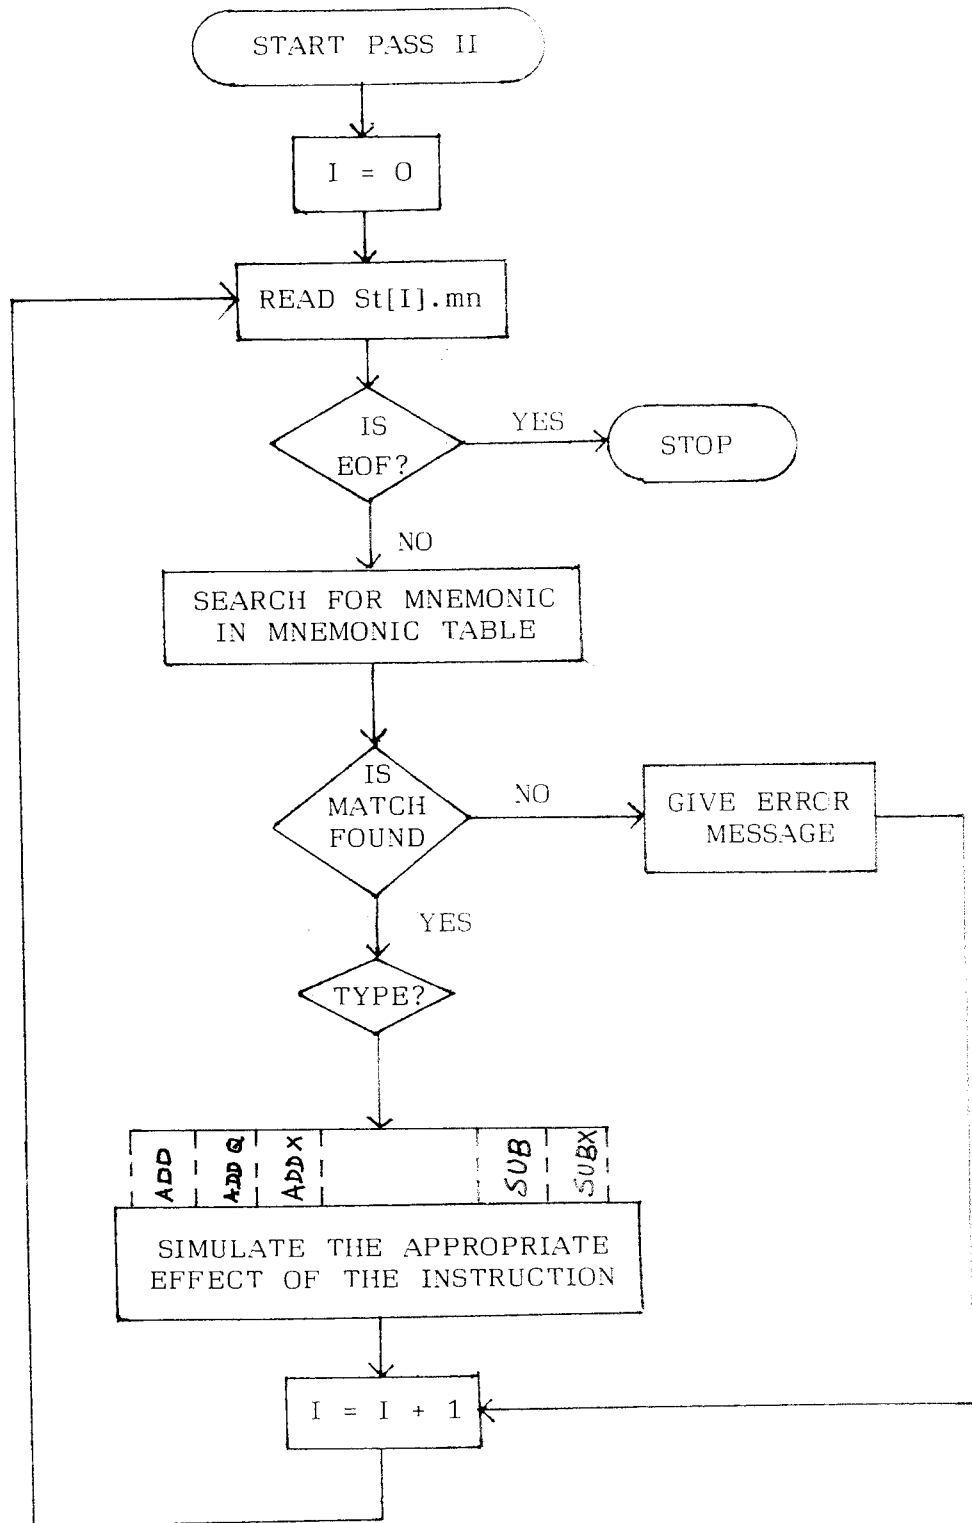 START PASS II
I = 0
READ St[I].mn
IS
EOF?
YES
STOP
NO
SEARCH FOR MNEMONIC
IN MNEMONIC TABLE
IS
MATCH
FOUND
NO
GIVE ERROR
MESSAGE
YES
TYPE?
ADD
ADDQ
ADDX
SUB
SUBX
SIMULATE THE APPROPRIATE
EFFECT OF THE INSTRUCTION
I = I + 1